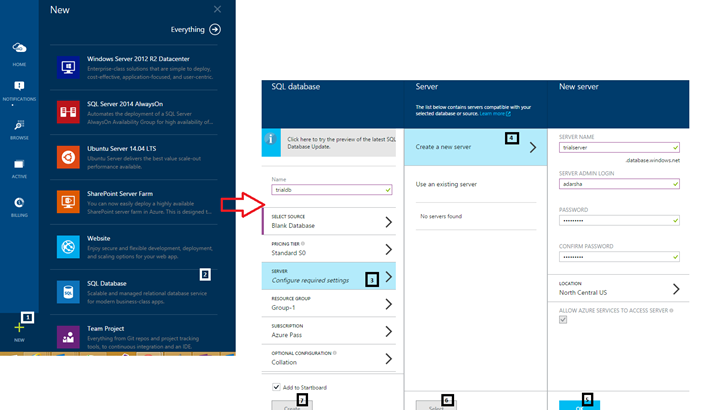 New
Everything
HOME
NOTIFICATIONS
BROWSE
ACTIVE
BILLING
1
NEW
Windows Server 2012 R2 Datacenter
Enterprise-class solutions that are simple to deploy,
cost-effective, application-focused, and user-centric.
SQL Server 2014 AlwaysOn
Automates the deployment of a SQL Server
AlwaysOn Availability Group for high availability of...
Ubuntu Server 14.04 LTS
Ubuntu Server delivers the best value scale-out
performance available.
SharePoint Server Farm
You can now easily deploy a highly available
SharePoint server farm in Azure. This is designed t...
Website
Enjoy secure and flexible development, deployment,
and scaling options for your web app.
2
SQL Database
Scalable and managed relational database service
for modern business-class apps.
Team Project
Everything from Git repos and project tracking
tools, to continuous integration and an IDE.
SQL database
Click here to try the preview of the latest SQL
Database Update.
Name
trialdb
SELECT SOURCE
Blank Database
PRICING TIER
Standard S0
SERVER
Configure required settings
3
RESOURCE GROUP
Group-1
SUBSCRIPTION
Azure Pass
OPTIONAL CONFIGURATION
Collation
Add to Startboard
7
Create
Server
The list below contains servers compatible with your
selected database or source. Learn more
4
Create a new server
Use an existing server
No servers found
6
Select
New server
SERVER NAME
trialserver
.database.windows.net
SERVER ADMIN LOGIN
adarsha
PASSWORD
•••••••••
CONFIRM PASSWORD
•••••••••
LOCATION
North Central US
ALLOW AZURE SERVICES TO ACCESS SERVER
5